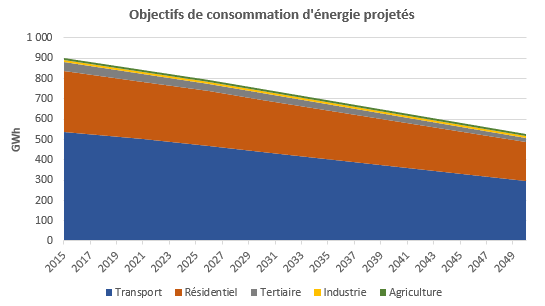 Objectifs de consommation d'énergie projetés
1 000
900
800
700
600
500
400
300
200
100
0
GWh
2015 2017 2019 2021 2023 2025 2027 2029 2031 2033 2035 2037 2039 2041 2043 2045 2047 2049
Transport Résidentiel Tertiaire Industrie Agriculture